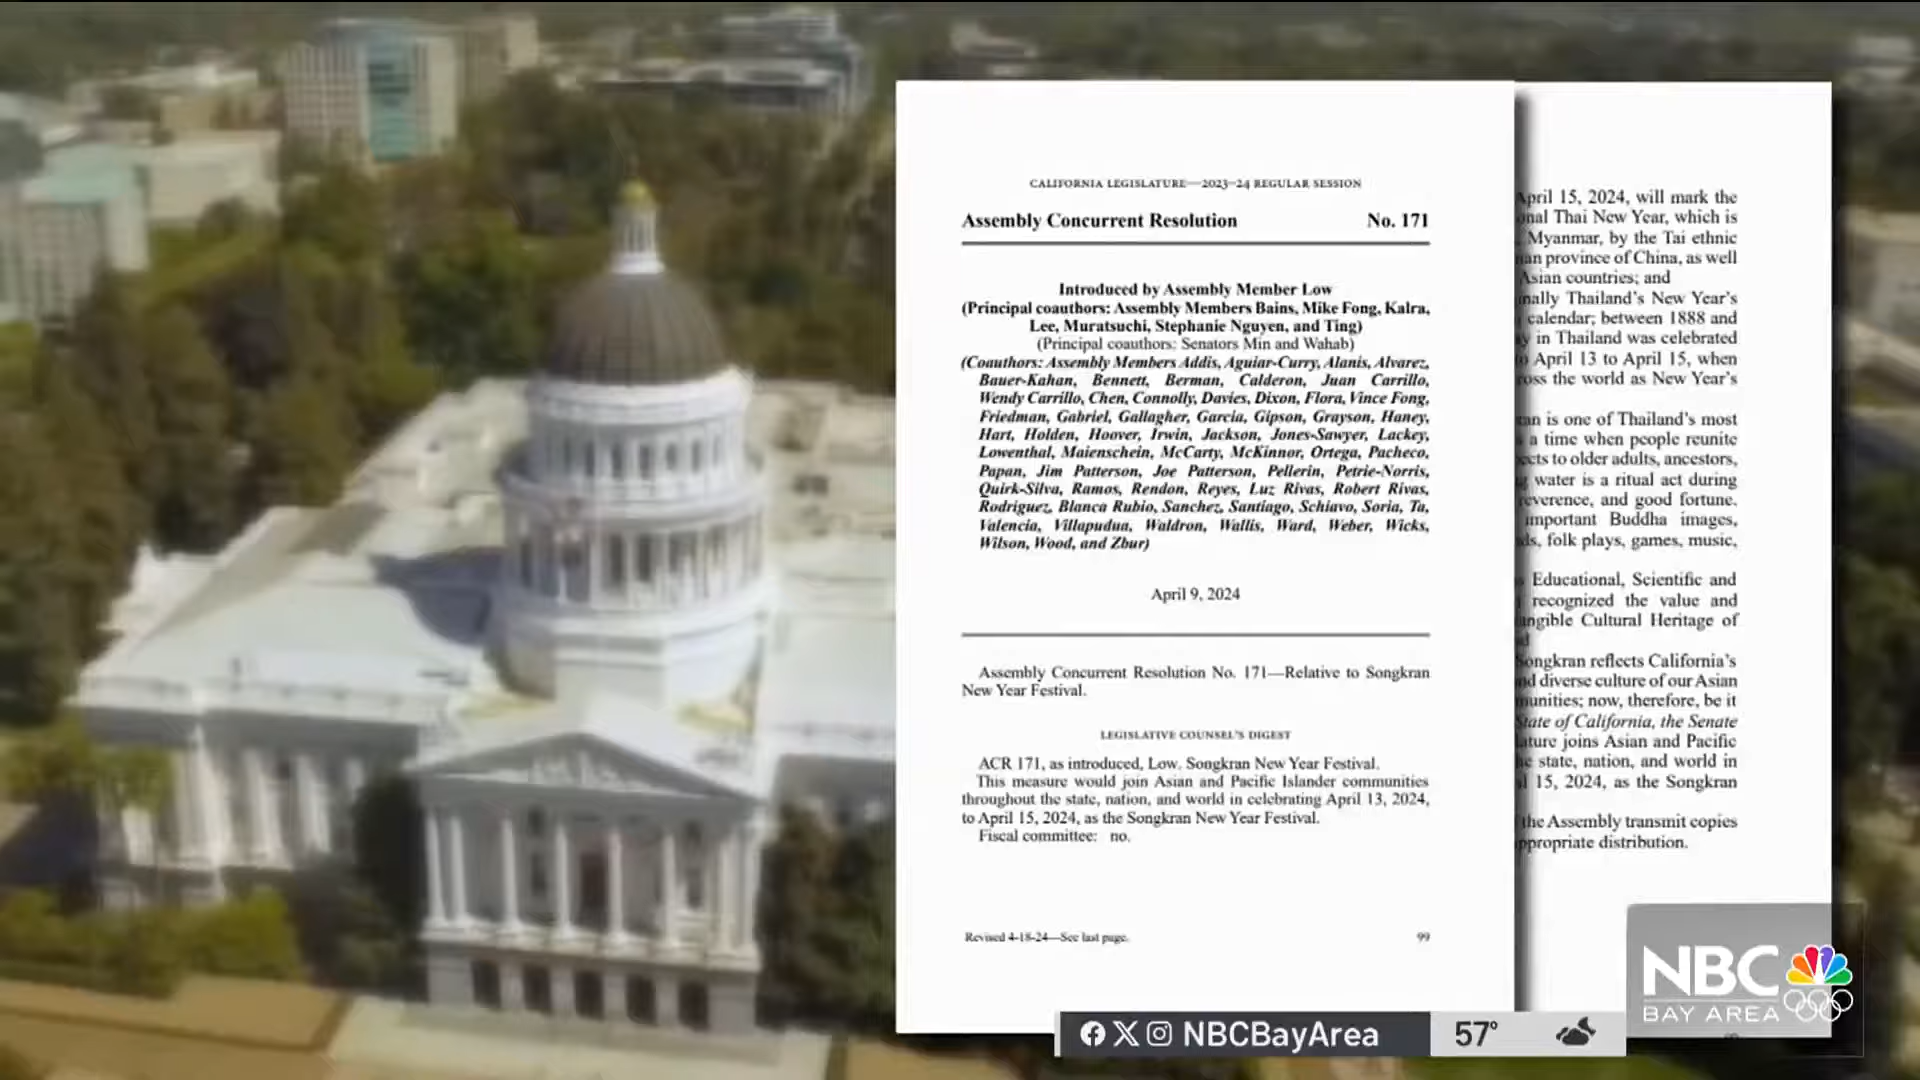 CALIFORNIA LEGISLATURE—2023–24 REGULAR SESSION
Assembly Concurrent Resolution No. 171
Introduced by Assembly Member Low
(Principal coauthors: Assembly Members Bains, Mike Fong, Kalra,
Lee, Muratsuchi, Stephanie Nguyen, and Ting)
(Principal coauthors: Senators Min and Wahab)
(Coauthors: Assembly Members Addis, Aguiar-Curry, Alanis, Alvarez,
Bauer-Kahan, Bennett, Berman, Calderon, Juan Carrillo,
Wendy Carrillo, Chen, Connolly, Davies, Dixon, Flora, Vince Fong,
Friedman, Gabriel, Gallagher, Garcia, Gipson, Grayson, Haney,
Hart, Holden, Hoover, Irwin, Jackson, Jones-Sawyer, Lackey,
Lowenthal, Maienschein, McCarty, McKinnor, Ortega, Pacheco,
Papan, Jim Patterson, Joe Patterson, Pellerin, Petrie-Norris,
Quirk-Silva, Ramos, Rendon, Reyes, Luz Rivas, Robert Rivas,
Rodriguez, Blanca Rubio, Sanchez, Santiago, Schiavo, Soria, Ta,
Valencia, Villapudua, Waldron, Wallis, Ward, Weber, Wicks,
Wilson, Wood, and Zbur)
April 9, 2024
Assembly Concurrent Resolution No. 171—Relative to Songkran
New Year Festival.
LEGISLATIVE COUNSEL'S DIGEST
ACR 171, as introduced, Low. Songkran New Year Festival.
This measure would join Asian and Pacific Islander communities
throughout the state, nation, and world in celebrating April 13, 2024,
to April 15, 2024, as the Songkran New Year Festival.
Fiscal committee: no.
Revised 4-18-24—See last page. 99
April 15, 2024, will mark the
Thai New Year, which is
Myanmar, by the Tai ethnic
province of China, as well
Asian countries; and
Thailand's New Year's
calendar; between 1888 and
in Thailand was celebrated
April 13 to April 15, when
the world as New Year's
is one of Thailand's most
a time when people reunite
to older adults, ancestors,
water is a ritual act during
reverence, and good fortune.
important Buddha images,
folk plays, games, music,
Educational, Scientific and
recognized the value and
Cultural Heritage of
Songkran reflects California's
diverse culture of our Asian
now, therefore, be it
State of California, the Senate
joins Asian and Pacific
state, nation, and world in
15, 2024, as the Songkran
the Assembly transmit copies
appropriate distribution.
NBC
BAY AREA
NBCBayArea 57°